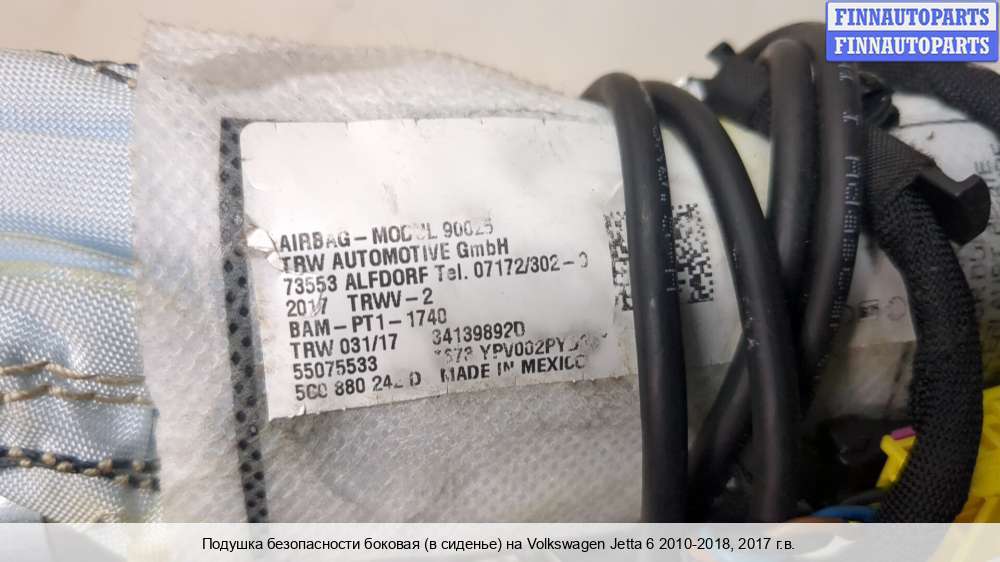 FINNAUTOPARTS
FINNAUTOPARTS
AIRBAG - MODUL
TRW AUTOMOTIVE GmbH
73553 ALFDORF Tel. 07172/302-0
2017 TRWV-2
BAM-PT1-1740
TRW 031/17 34139892D
55075533
5C0 880 242 D MADE IN MEXICO
Подушка безопасности боковая (в сиденье) на Volkswagen Jetta 6 2010-2018, 2017 г.в.